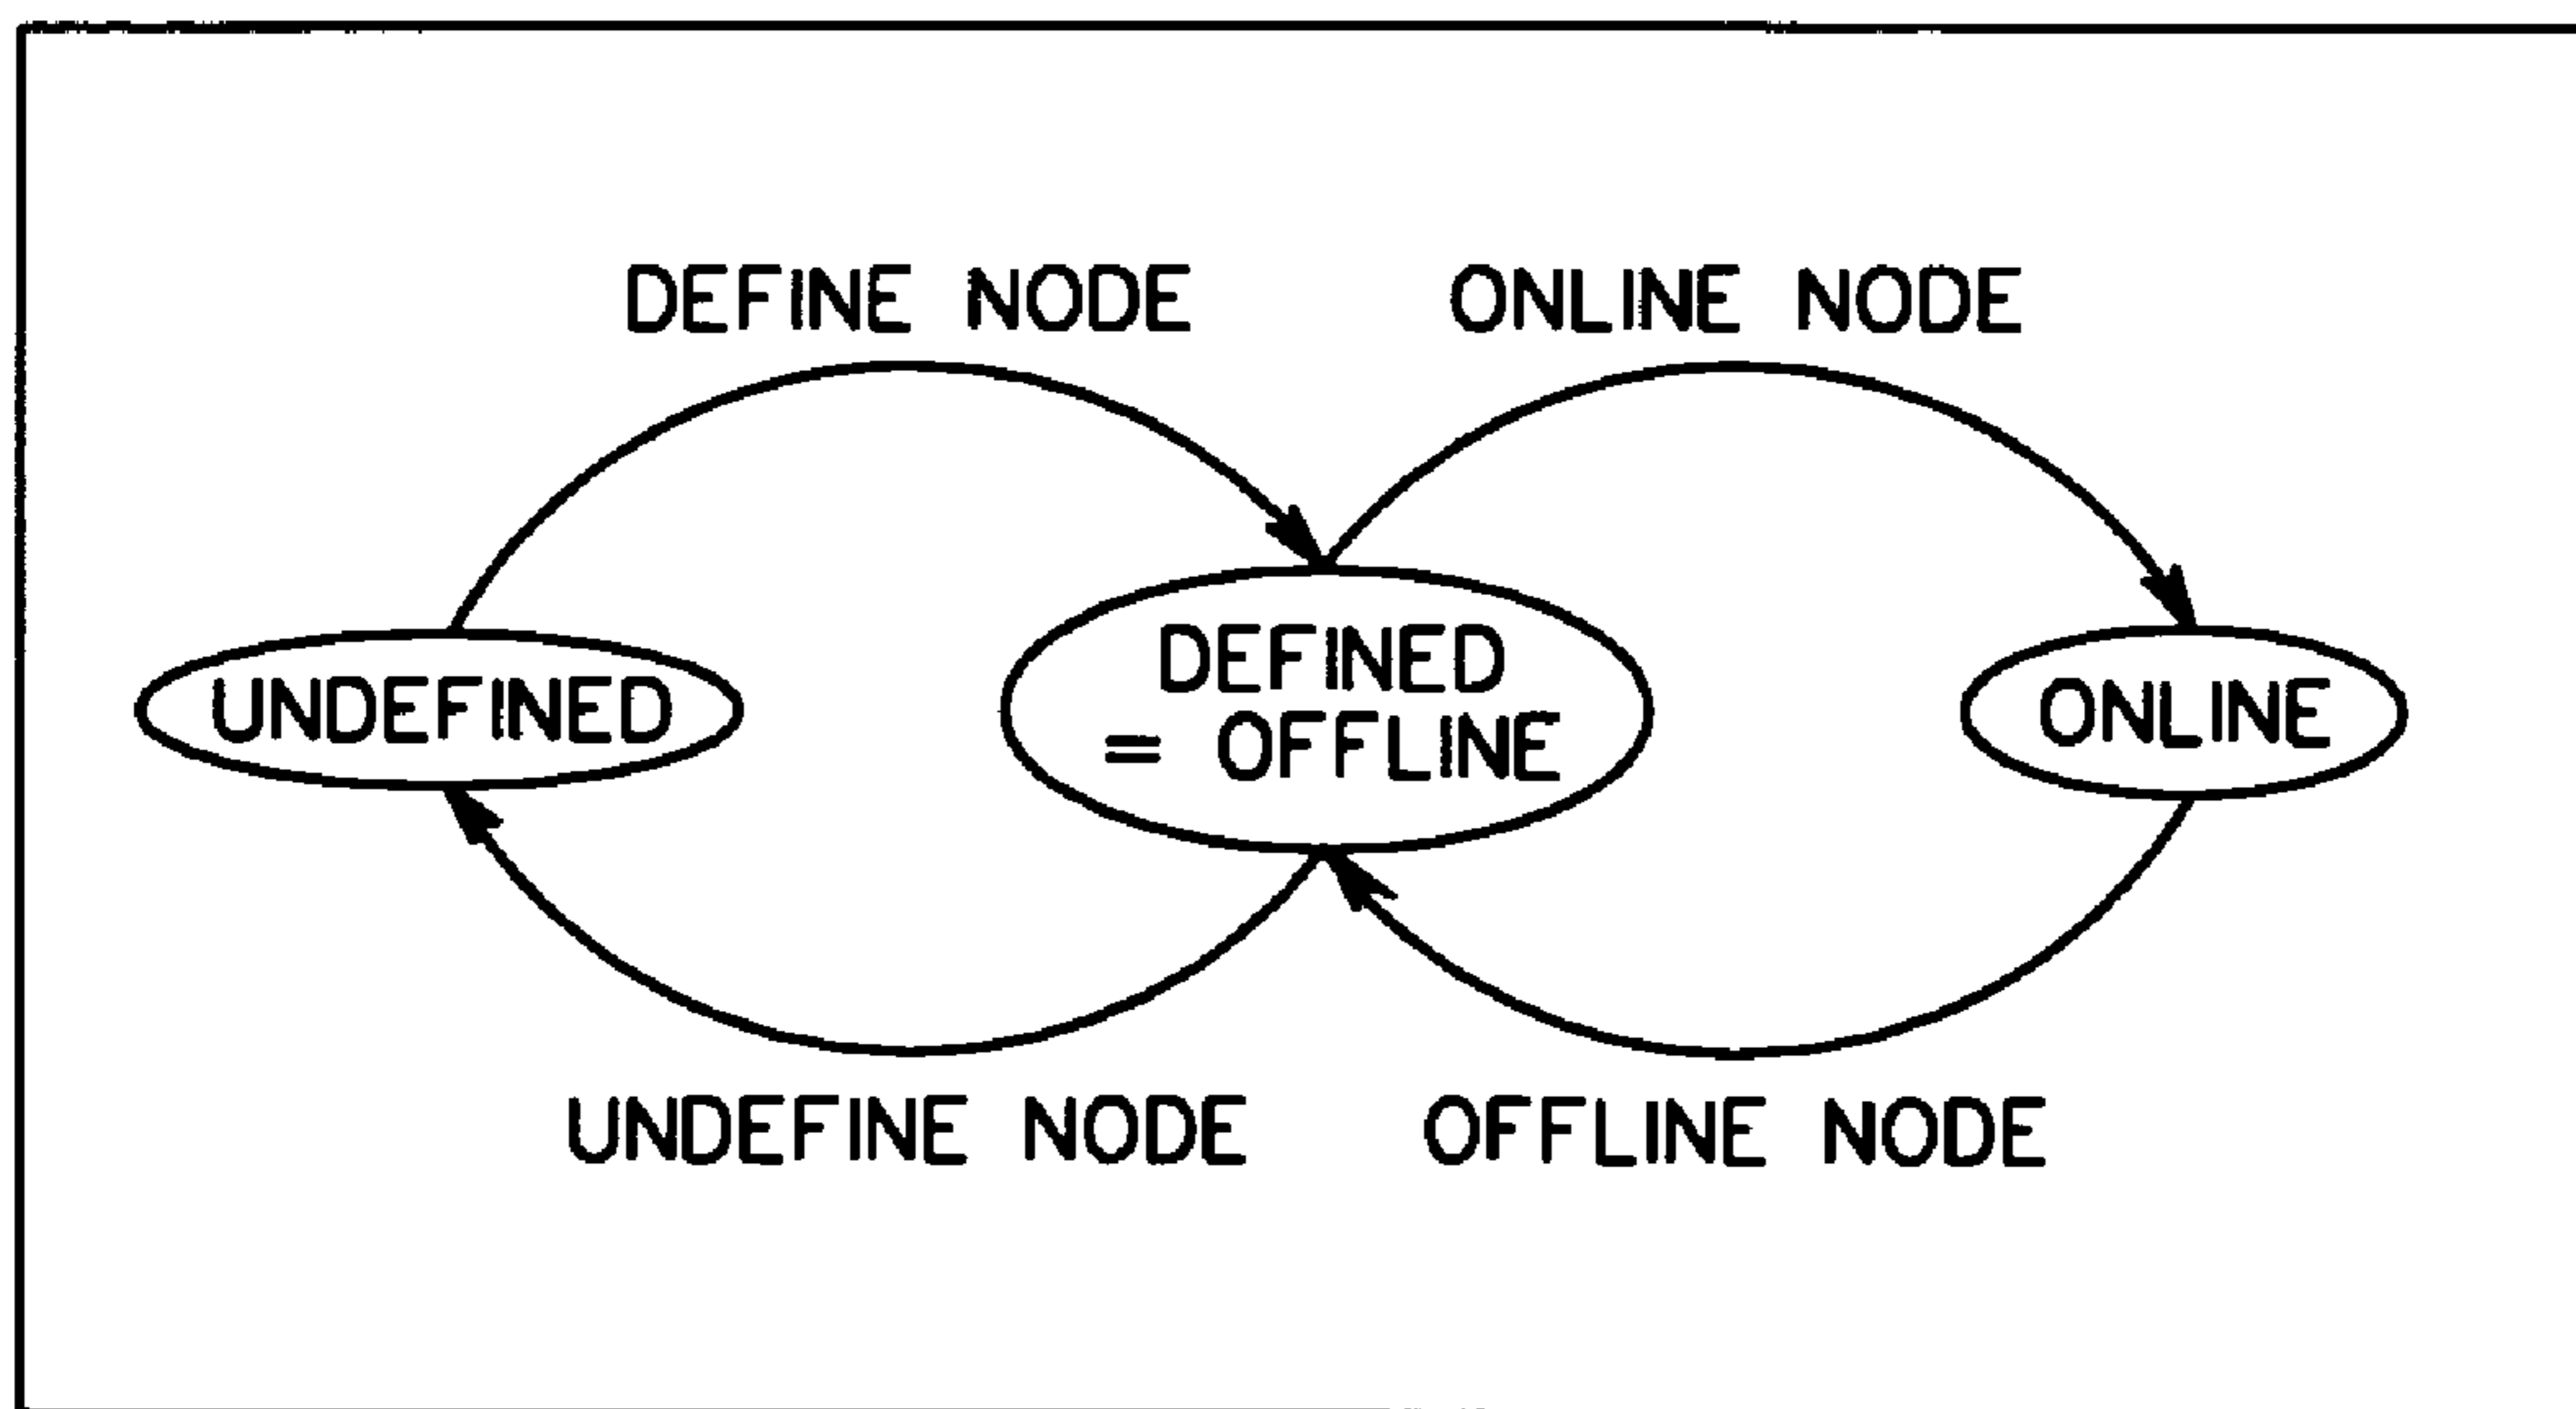 DEFINE NODE
ONLINE NODE
UNDEFINED
DEFINED
= OFFLINE
ONLINE
UNDEFINE NODE
OFFLINE NODE